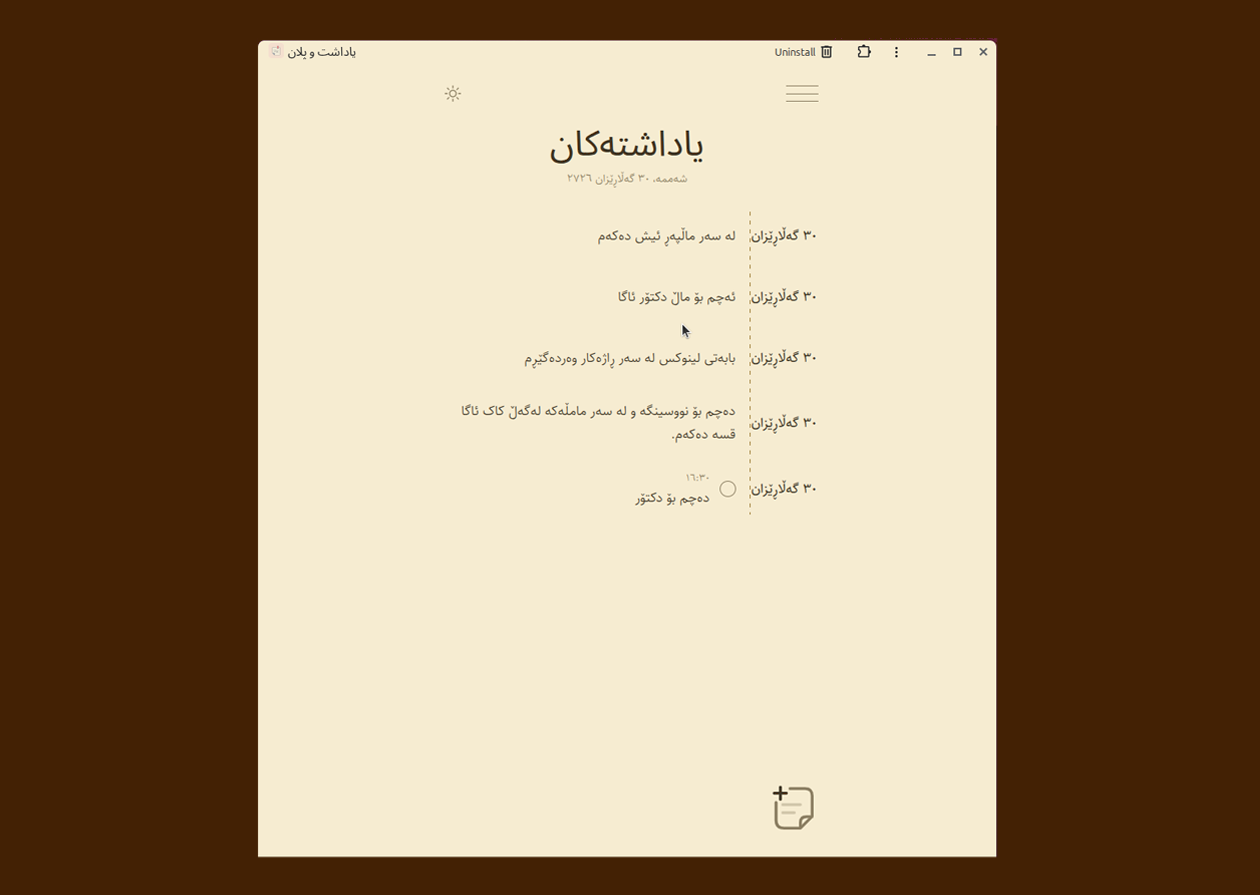 یاداشت و پلان
Uninstall
یاداشتەکان
شەممە، ٣٠ گەڵاڕێزان ٢٧٢٦
٣٠ گەڵاڕێزان
لە سەر ماڵپەڕ ئیش دەکەم
٣٠ گەڵاڕێزان
ئەچم بۆ ماڵ دکتۆر ئاگا
٣٠ گەڵاڕێزان
بابەتی لینوکس لە سەر ڕاژەکار وەردەگێڕم
٣٠ گەڵاڕێزان
دەچم بۆ نووسینگە و لە سەر مامڵەکە لەگەڵ کاک ئاگا
قسە دەکەم.
٣٠ گەڵاڕێزان
١٦:٣٠
دەچم بۆ دکتۆر